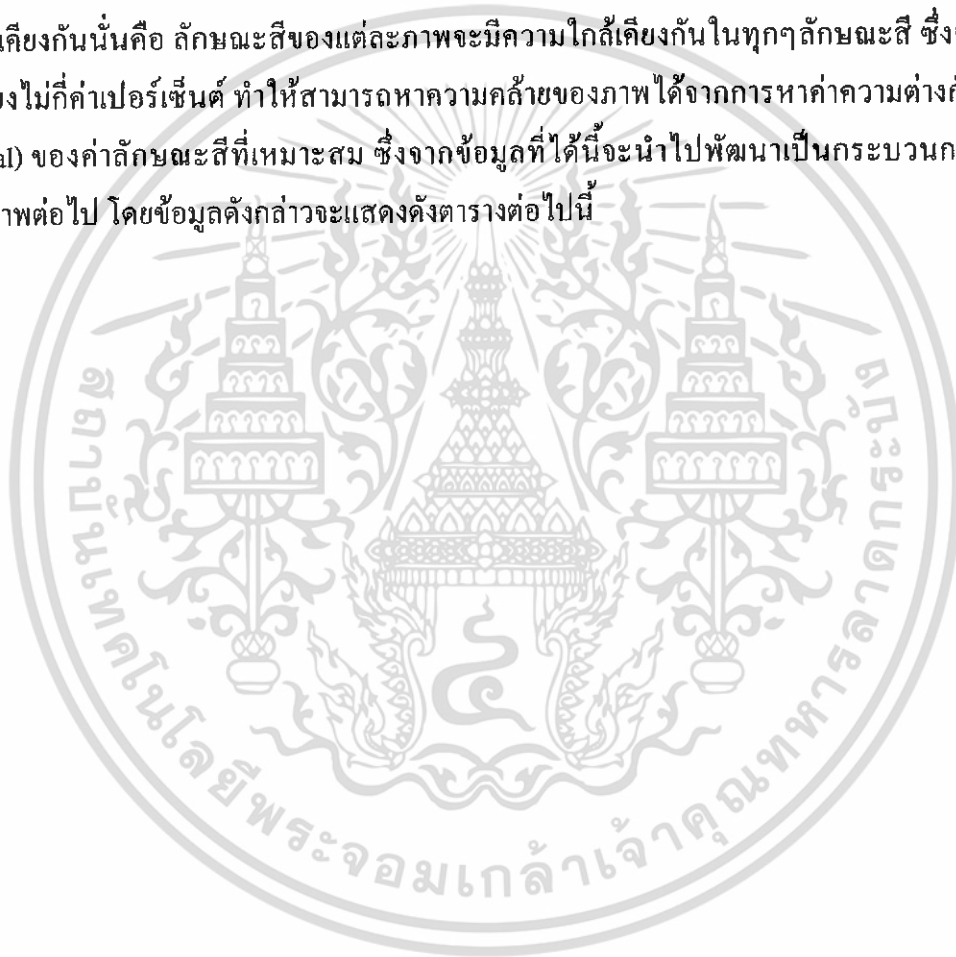 เคียงกันนั่นคือ ลักษณะสีของแต่ละภาพจะมีความใกล้เคียงกันในทุกๆลักษณะสี ซึ่ง
ไม่กี่ค่าเปอร์เซ็นต์ ทำให้สามารถหาความคล้ายของภาพได้จากการหาค่าความต่าง
al) ของค่าลักษณะสีที่เหมาะสม ซึ่งจากข้อมูลที่ได้นี้จะนำไปพัฒนาเป็นกระบวนก
าพต่อไป โดยข้อมูลดังกล่าวจะแสดงดังตารางต่อไปนี้
สถาบันเทคโนโลยีพระจอมเกล้าเจ้าคุณทหารลาดกระบัง